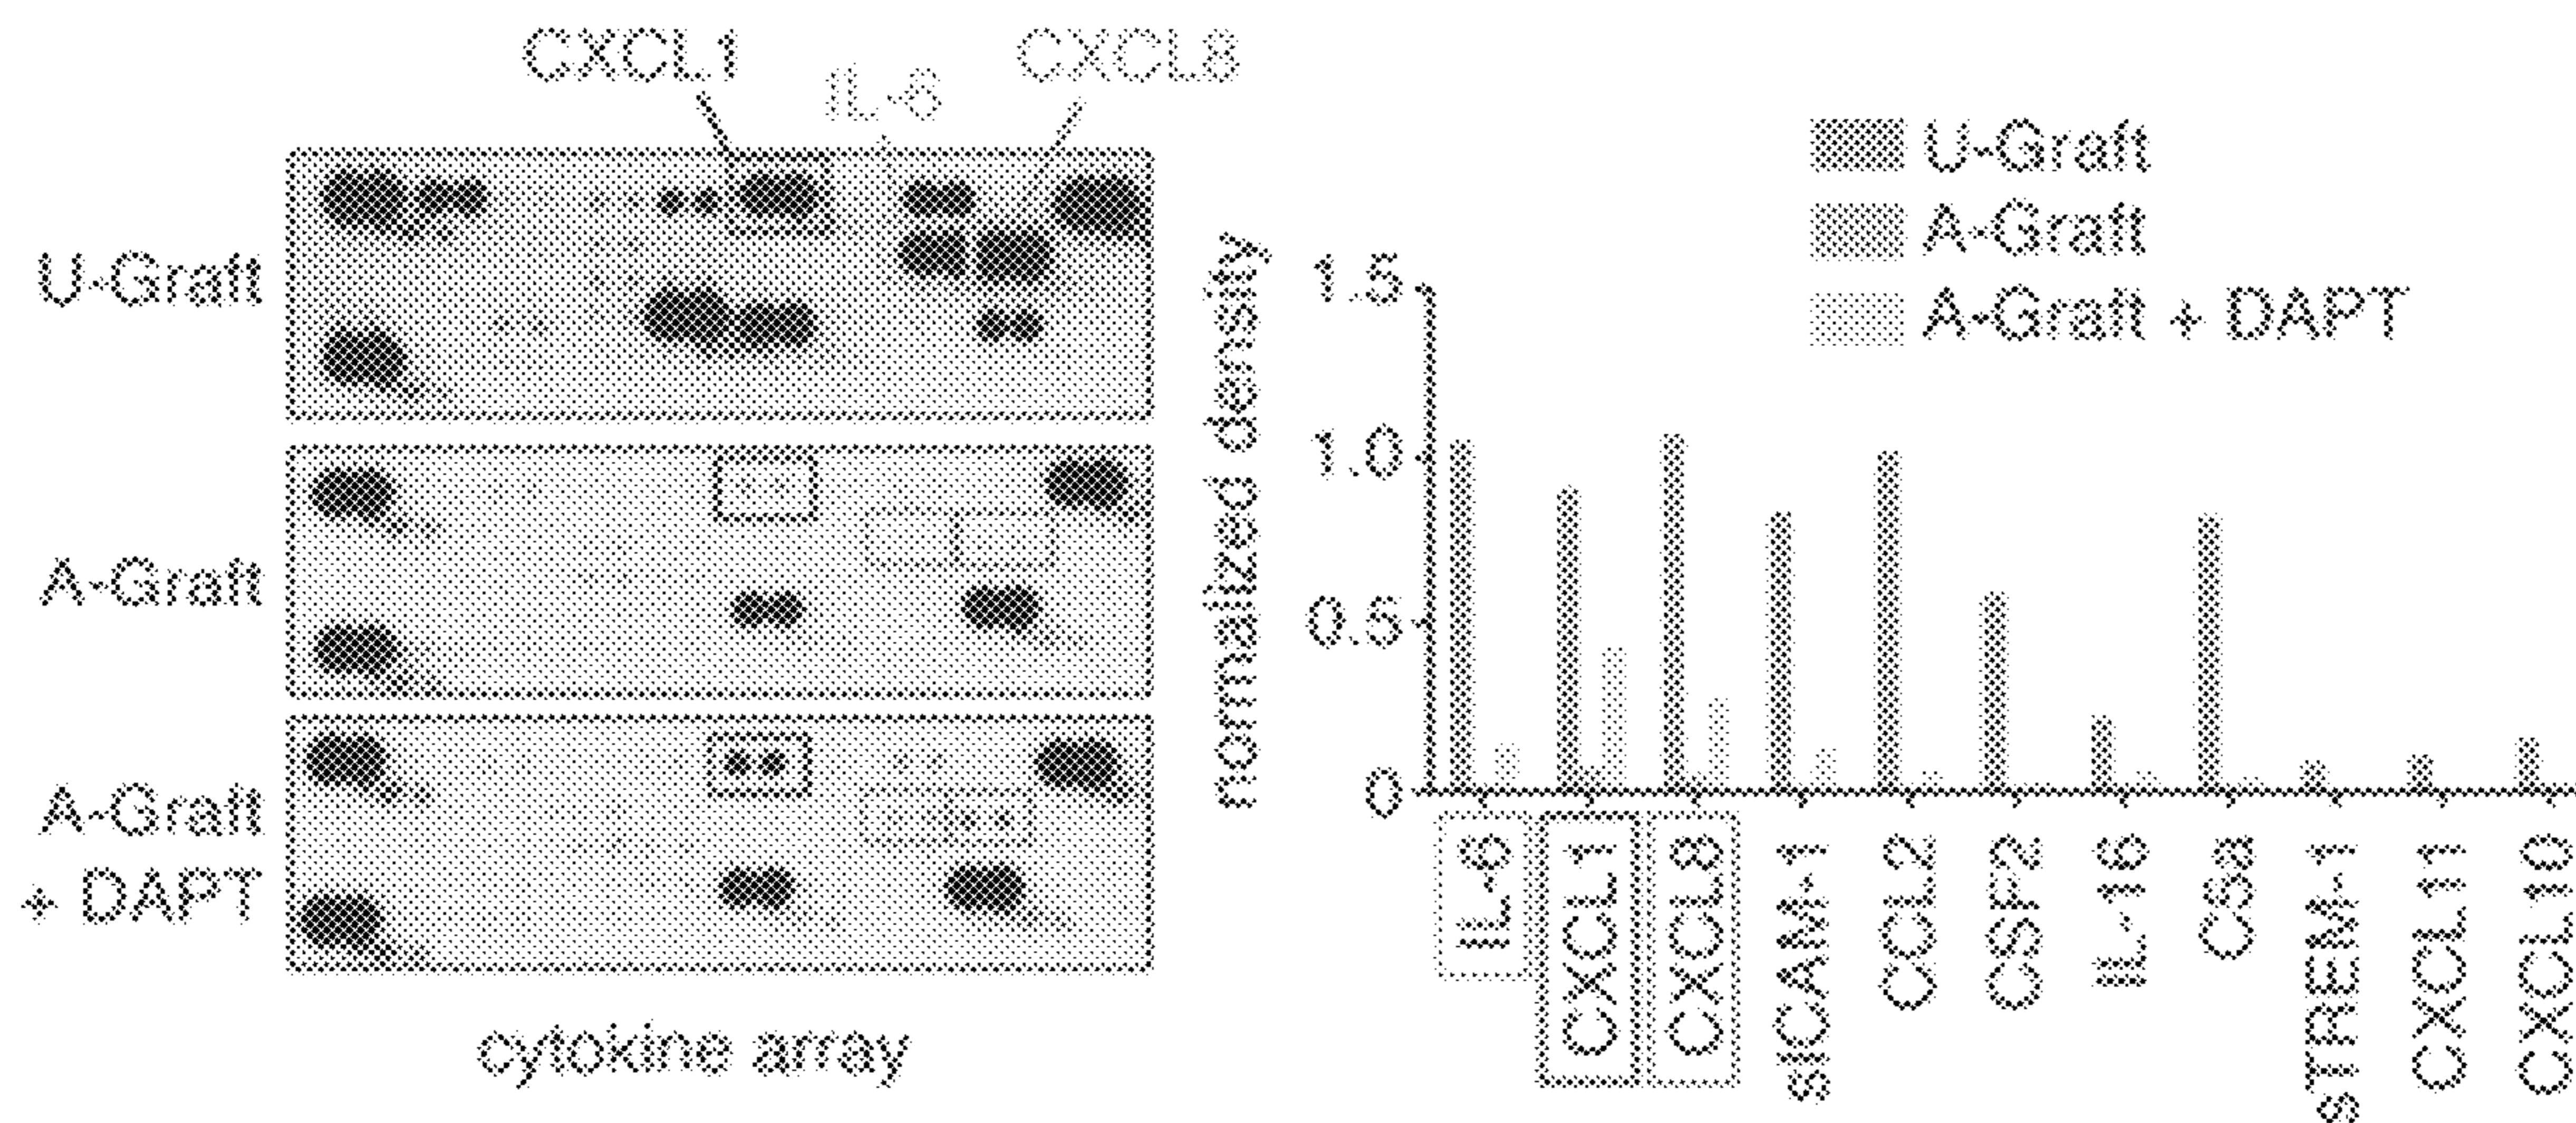 CXCL1
IL-6
CXCL8
U-Graft
A-Graft
A-Graft
+ DAPT
cytokine array
U-Graft
A-Graft
A-Graft + DAPT
normalized density
1.5
1.0
0.5
0
IL-6
CXCL1
CXCL8
sICAM-1
CCL2
CSF2
IL-16
C5a
sTREM-1
CXCL11
CXCL10